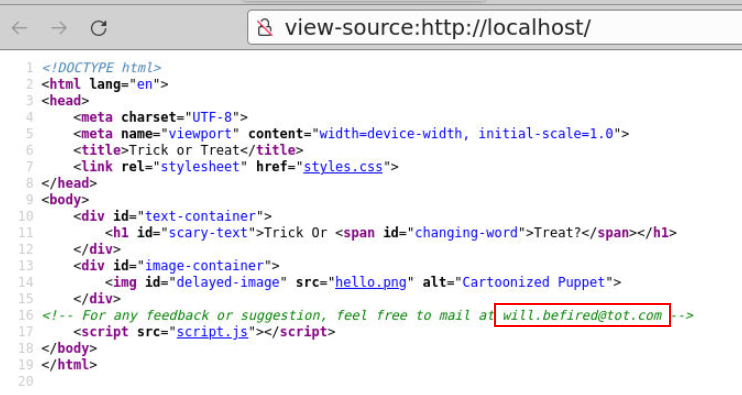 view-source:http://localhost/
1 <!DOCTYPE html>
2 <html lang="en">
3 <head>
4     <meta charset="UTF-8">
5     <meta name="viewport" content="width=device-width, initial-scale=1.0">
6     <title>Trick or Treat</title>
7     <link rel="stylesheet" href="styles.css">
8 </head>
9 <body>
10     <div id="text-container">
11         <h1 id="scary-text">Trick Or <span id="changing-word">Treat?</span></h1>
12     </div>
13     <div id="image-container">
14         <img id="delayed-image" src="hello.png" alt="Cartoonized Puppet">
15     </div>
16 <!-- For any feedback or suggestion, feel free to mail at will.befired@tot.com -->
17     <script src="script.js"></script>
18 </body>
19 </html>
20